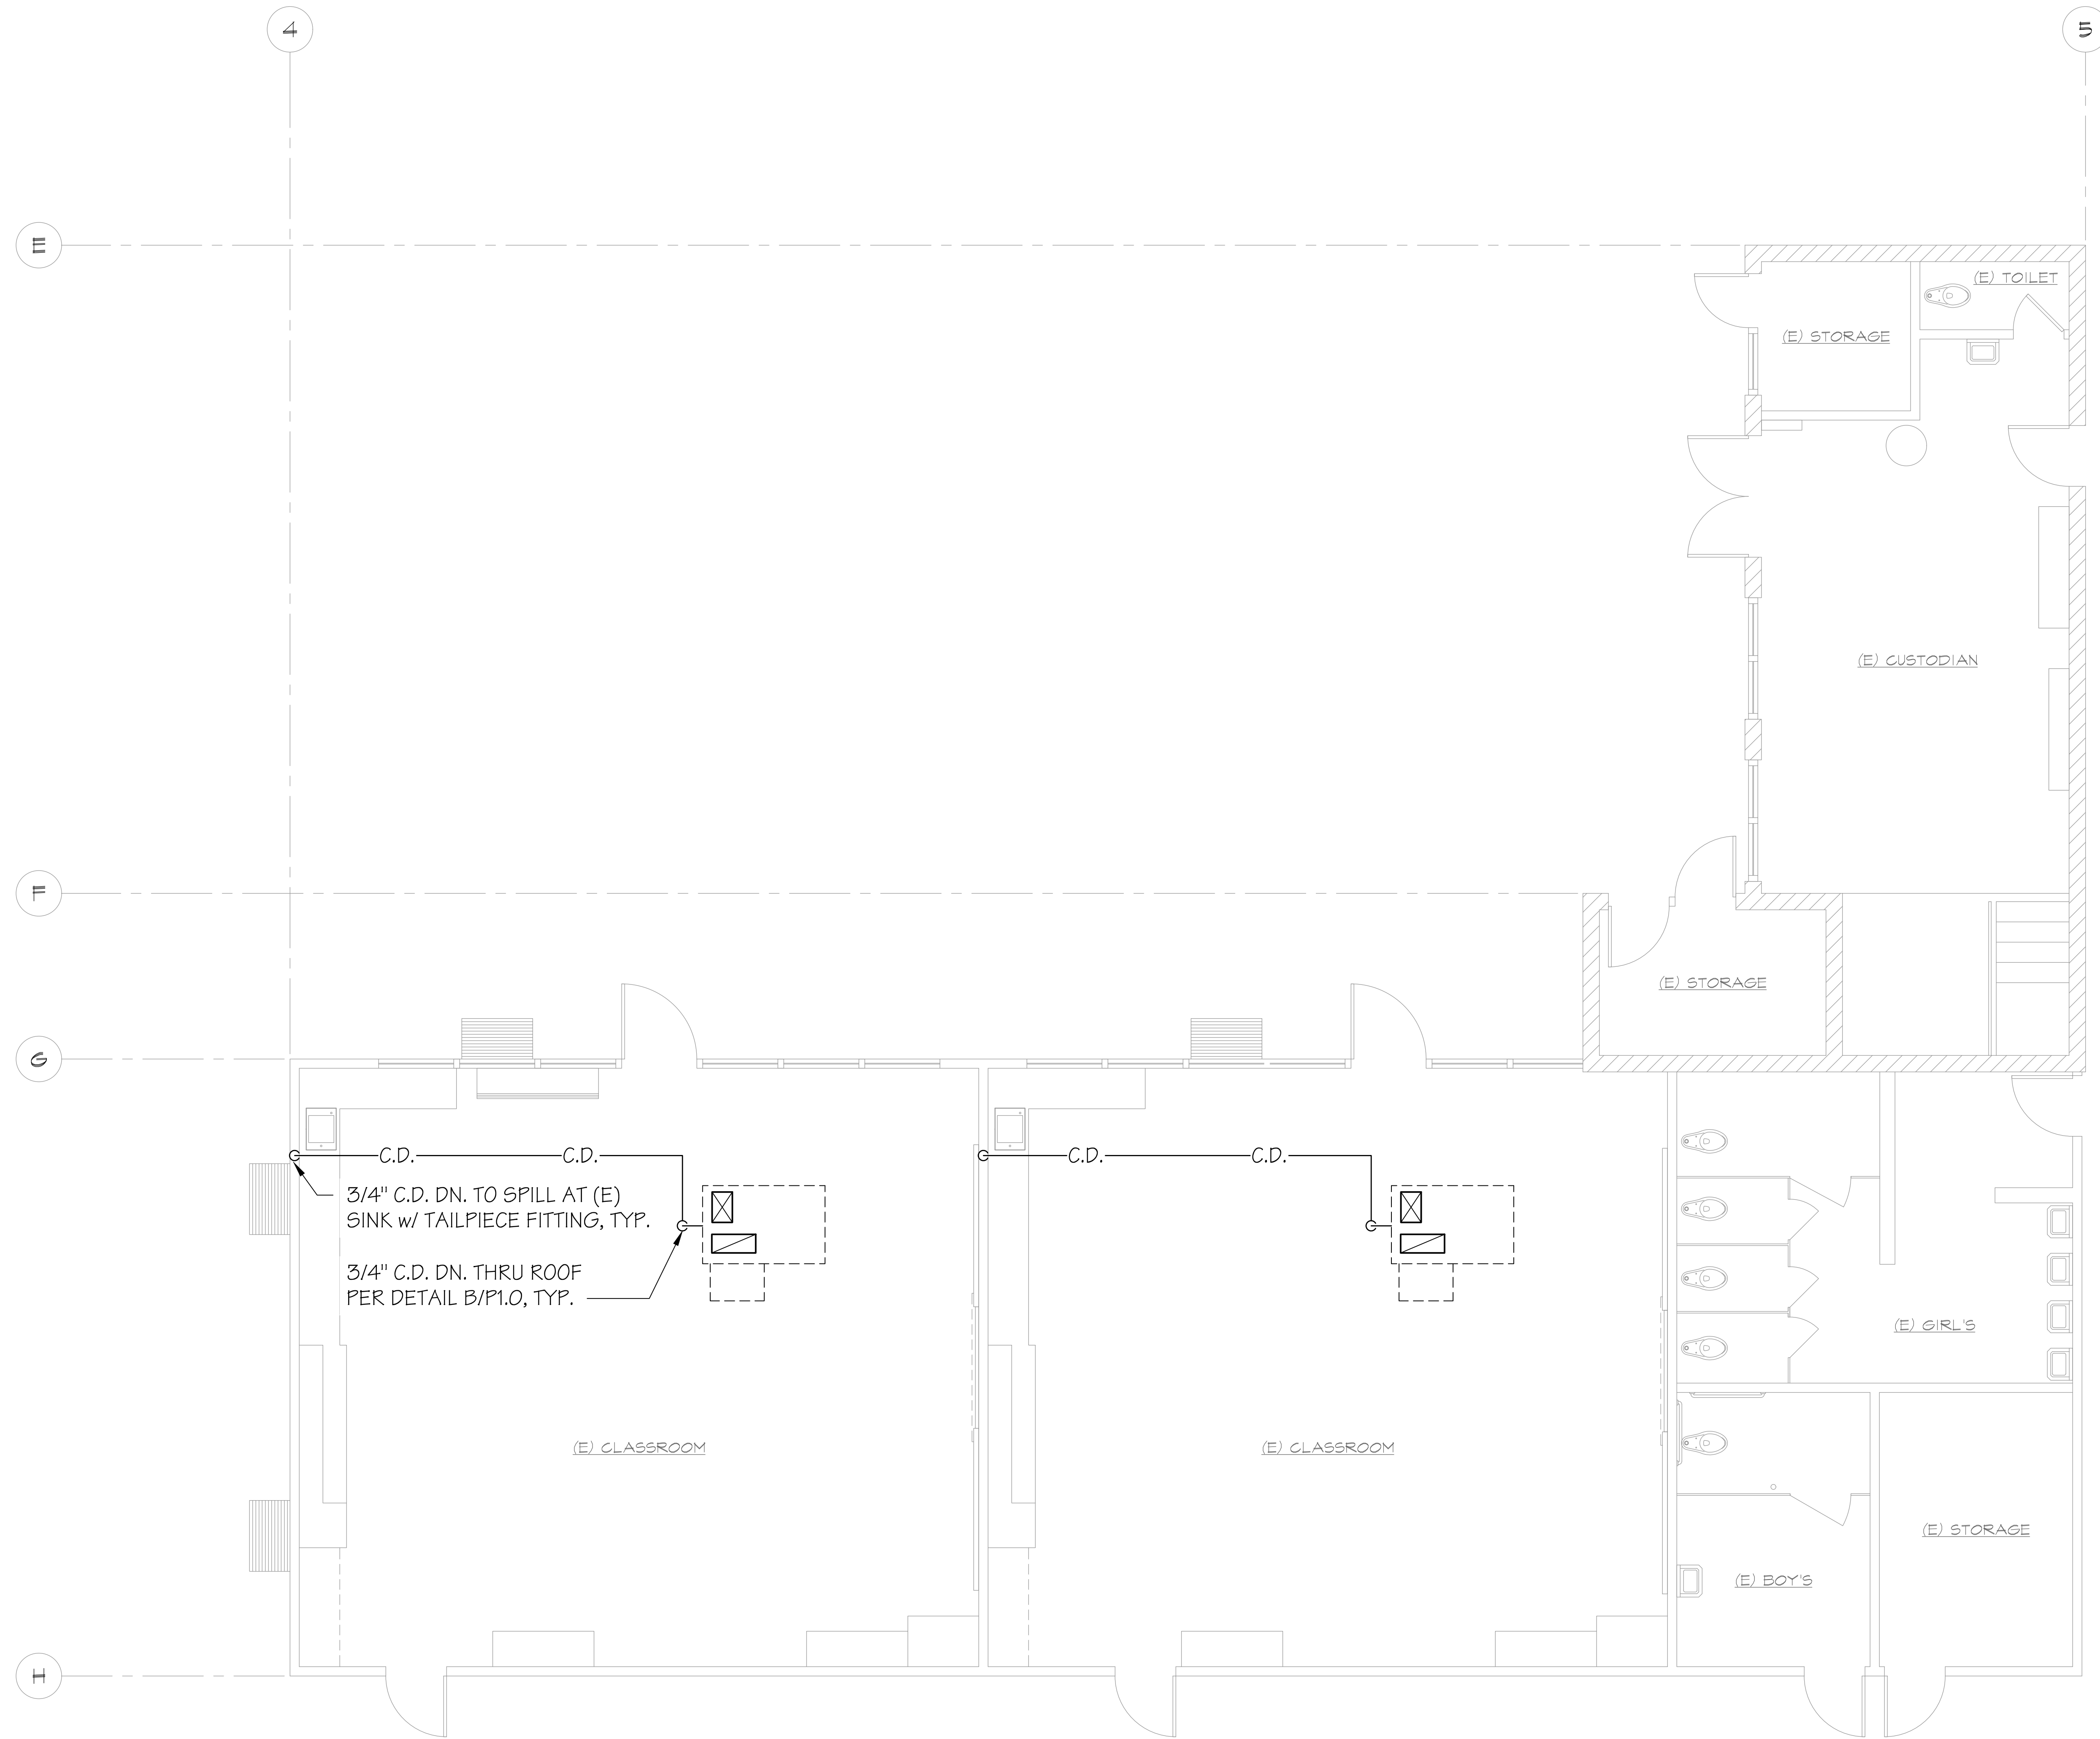 4
5
E
(E) TOILET
(E) STORAGE
(E) CUSTODIAN
F
(E) STORAGE
G
C.D.
C.D.
C.D.
C.D.
3/4" C.D. DN. TO SPILL AT (E)
SINK w/ TAILPIECE FITTING, TYP.
3/4" C.D. DN. THRU ROOF
PER DETAIL B/P1.0, TYP.
(E) GIRL'S
(E) CLASSROOM
(E) CLASSROOM
(E) STORAGE
(E) BOY'S
H